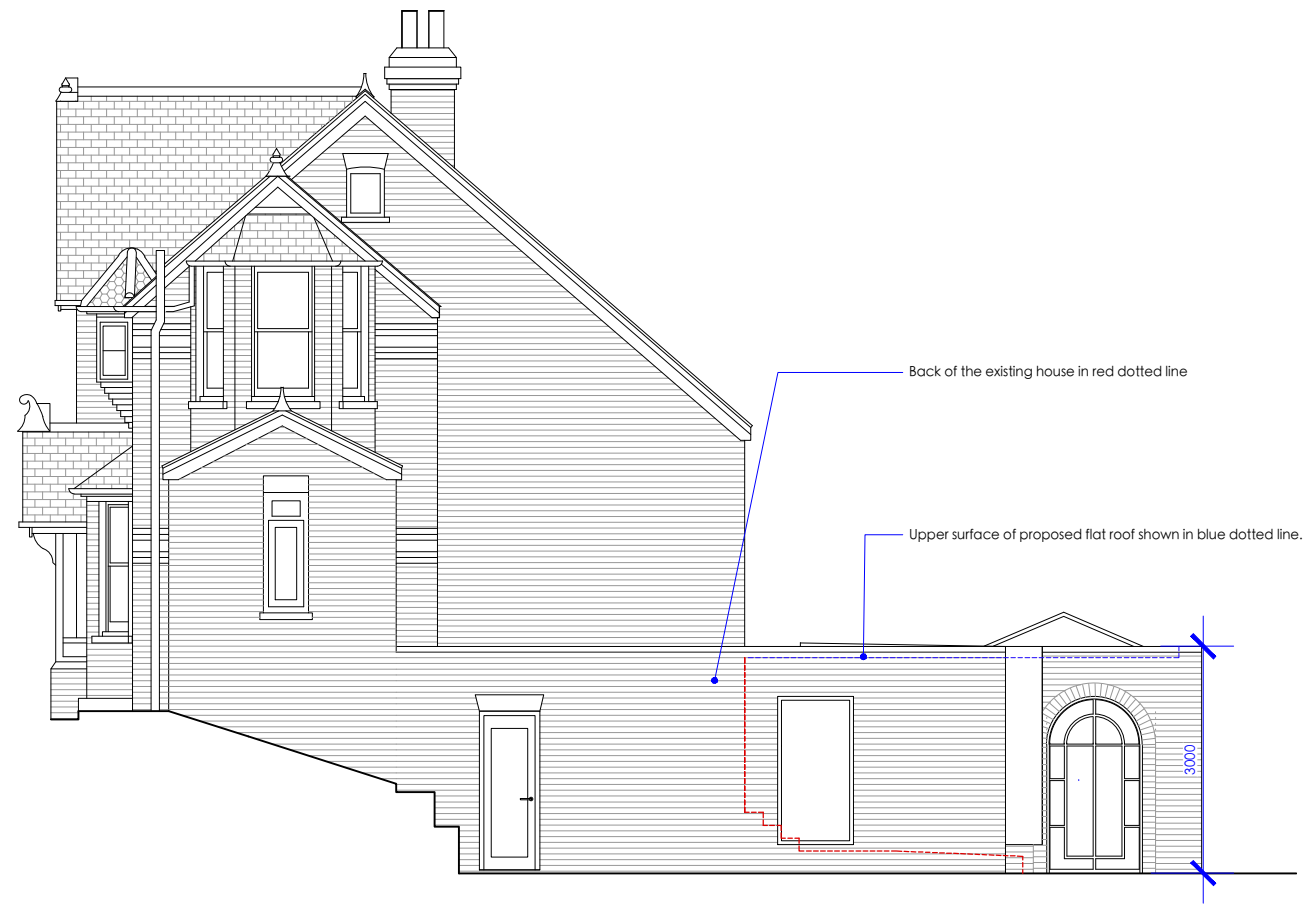 Back of the existing house in red dotted line
Upper surface of proposed flat roof shown in blue dotted line.
3000